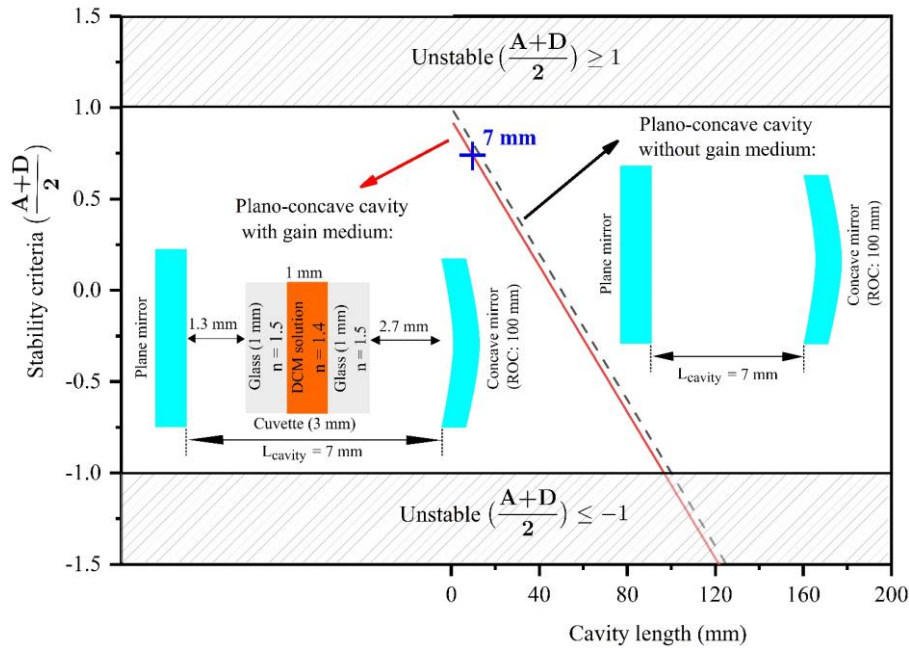 1.5
1.0
0.5
0.0
-0.5
-1.0
-1.5
Stability criteria (A+D/2)
Unstable (A+D/2) ≥ 1
7 mm
Plano-concave cavity
without gain medium:
Plane mirror
Concave mirror
(ROC: 100 mm)
L_cavity = 7 mm
Plano-concave cavity
with gain medium:
1 mm
Plane mirror
1.3 mm
Glass (1 mm)
n = 1.5
DCM solution
n = 1.4
Glass (1 mm)
n = 1.5
2.7 mm
Concave mirror
(ROC: 100 mm)
Cuvette (3 mm)
L_cavity = 7 mm
Unstable (A+D/2) ≤ −1
0 40 80 120 160 200
Cavity length (mm)